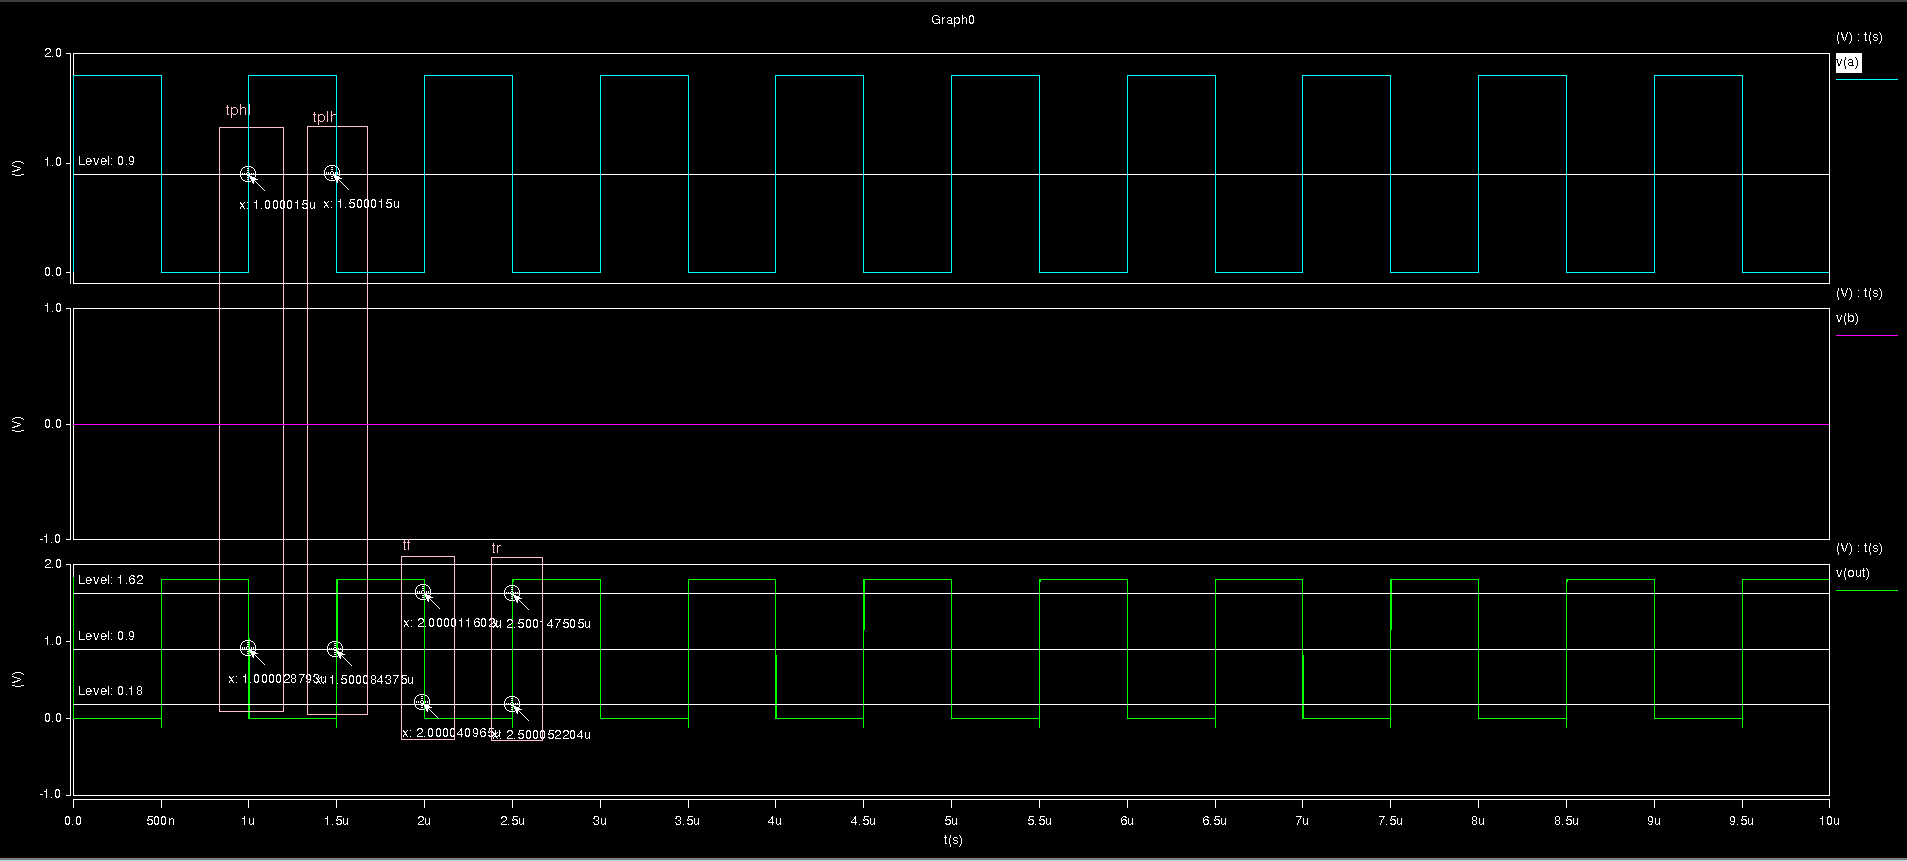 Graph0
(V) : t(s)
v(a)
2.0
tphl
tplh
1.0
Level: 0.9
(V)
x: 1.000015u
x: 1.500015u
0.0
(V) : t(s)
v(b)
1.0
0.0
(V)
-1.0
tf
tr
(V) : t(s)
v(out)
2.0
Level: 1.62
x: 2.000011602u
x: 2.500147505u
1.0
Level: 0.9
(V)
x: 1.000028793u
x: 1.500084375u
Level: 0.18
0.0
x: 2.000040965u
x: 2.500052204u
-1.0
0.0 500n 1u 1.5u 2u 2.5u 3u 3.5u 4u 4.5u 5u 5.5u 6u 6.5u 7u 7.5u 8u 8.5u 9u 9.5u 10u
t(s)